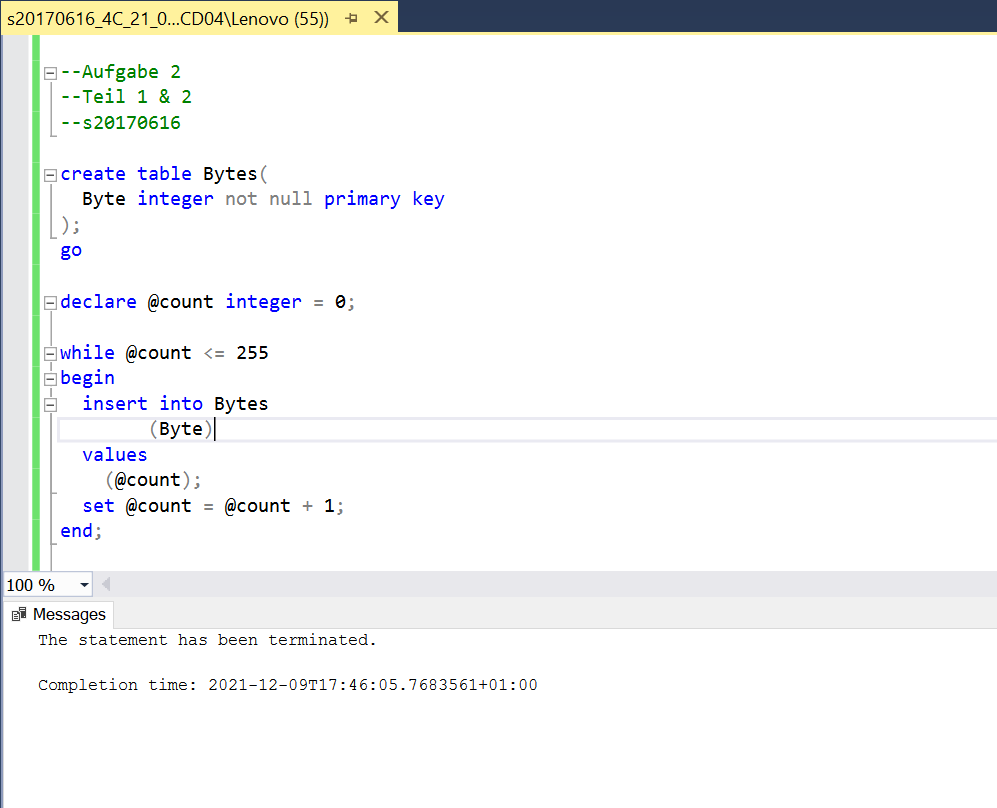 s20170616_4C_21_0...CD04\Lenovo (55))
--Aufgabe 2
--Teil 1 & 2
--s20170616
create table Bytes(
Byte integer not null primary key
);
go
declare @count integer = 0;
while @count <= 255
begin
insert into Bytes
(Byte)
values
(@count);
set @count = @count + 1;
end;
100 %
Messages
The statement has been terminated.
Completion time: 2021-12-09T17:46:05.7683561+01:00